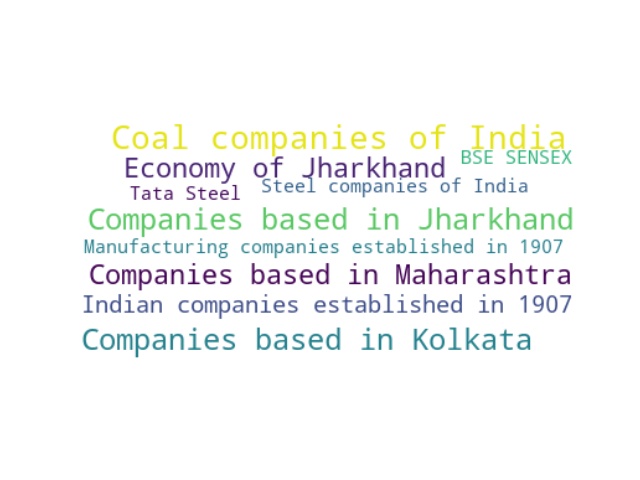 Coal companies of India
BSE SENSEX
Economy of Jharkhand
Steel companies of India
Tata Steel
Companies based in Jharkhand
Manufacturing companies established in 1907
Companies based in Maharashtra
Indian companies established in 1907
Companies based in Kolkata